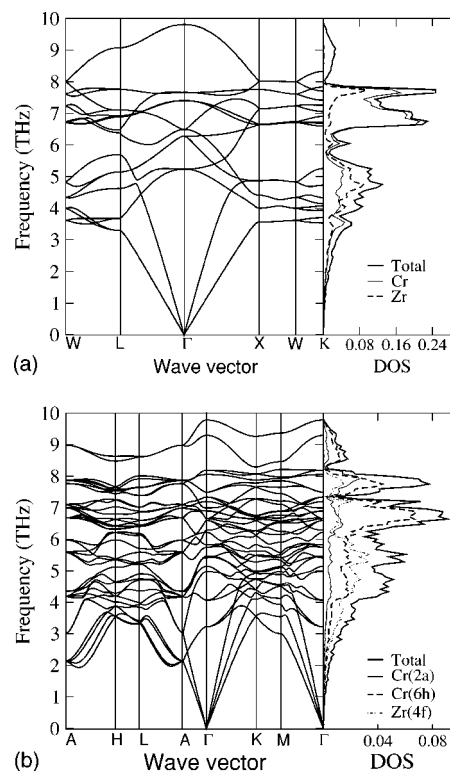 10
9
8
7
6
5
4
3
2
1
0
Frequency (THz)
W L Γ X W K
0.08 0.16 0.24
Total
Cr
Zr
(a)
Wave vector
DOS
10
9
8
7
6
5
4
3
2
1
0
Frequency (THz)
A H L A Γ K M Γ
0.04 0.08
Total
Cr(2a)
Cr(6h)
Zr(4f)
(b)
Wave vector
DOS